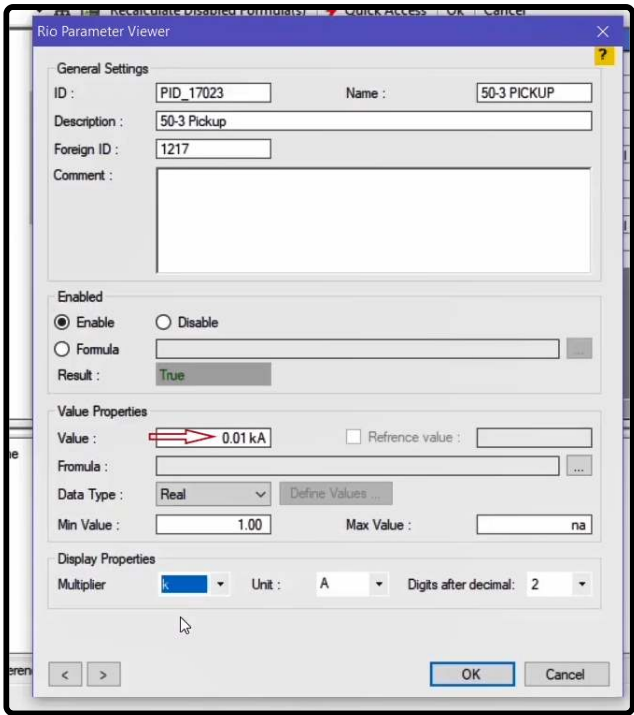 Recalculate Disabled Formula(s) Quick Access OK Cancel
Rio Parameter Viewer
?
General Settings
ID : PID_17023 Name : 50-3 PICKUP
Description : 50-3 Pickup
Foreign ID : 1217
Comment :
Enabled
Enable Disable
Formula ...
Result : True
Value Properties
Value : 0.01 kA Refrence value :
Fromula : ...
Data Type : Real Define Values ...
Min Value : 1.00 Max Value : na
Display Properties
Multiplier k Unit : A Digits after decimal: 2
< > OK Cancel